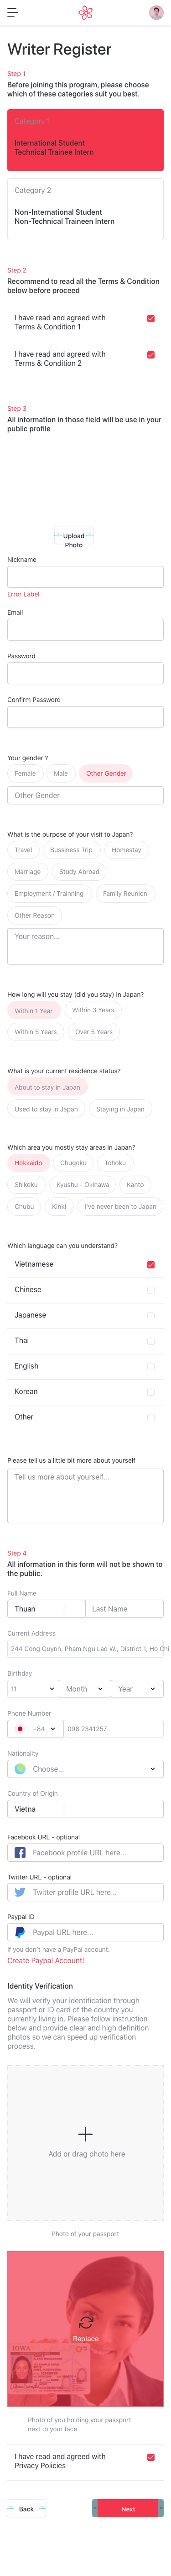 Writer Register
Step 1
Before joining this program, please choose
which of these categories suit you best.
Category 1
International Student
Technical Trainee Intern
Category 2
Non-International Student
Non-Technical Traineen Intern
Step 2
Recommend to read all the Terms & Condition
below before proceed
I have read and agreed with
Terms & Condition 1
I have read and agreed with
Terms & Condition 2
Step 3
All information in those field will be use in your
public profile
Upload
Photo
Nickname
Error Label
Email
Password
Confirm Password
Your gender ?
Female Male Other Gender
Other Gender
What is the purpose of your visit to Japan?
Travel Bussiness Trip Homestay
Marriage Study Abroad
Employment / Trainning Family Reunion
Other Reason
Your reason...
How long will you stay (did you stay) in Japan?
Within 1 Year Within 3 Years
Within 5 Years Over 5 Years
What is your current residence status?
About to stay in Japan
Used to stay in Japan Staying in Japan
Which area you mostly stay areas in Japan?
Hokkaido Chugoku Tohoku
Shikoku Kyushu - Okinawa Kanto
Chubu Kinki I've never been to Japan
Which language can you understand?
Vietnamese
Chinese
Japanese
Thai
English
Korean
Other
Please tell us a little bit more about yourself
Tell us more about yourself...
Step 4
All information in this form will not be shown to
the public.
Full Name
Thuan Last Name
Current Address
244 Cong Quynh, Pham Ngu Lao W., District 1, Ho Chi
Birthday
11 Month Year
Phone Number
+84 098 2341257
Nationality
Choose...
Country of Origin
Vietna
Facebook URL - optional
Facebook profile URL here...
Twitter URL - optional
Twitter profile URL here...
Paypal ID
Paypal URL here...
If you don't have a PayPal account.
Create Paypal Account!
Identity Verification
We will verify your identification through
passport or ID card of the country you
currently living in. Please follow instruction
below and provide clear and high definition
photos so we can speed up verification
process.
Add or drag photo here
Photo of your passport
IOWA
Replace
Photo of you holding your passport
next to your face
I have read and agreed with
Privacy Policies
Back Next